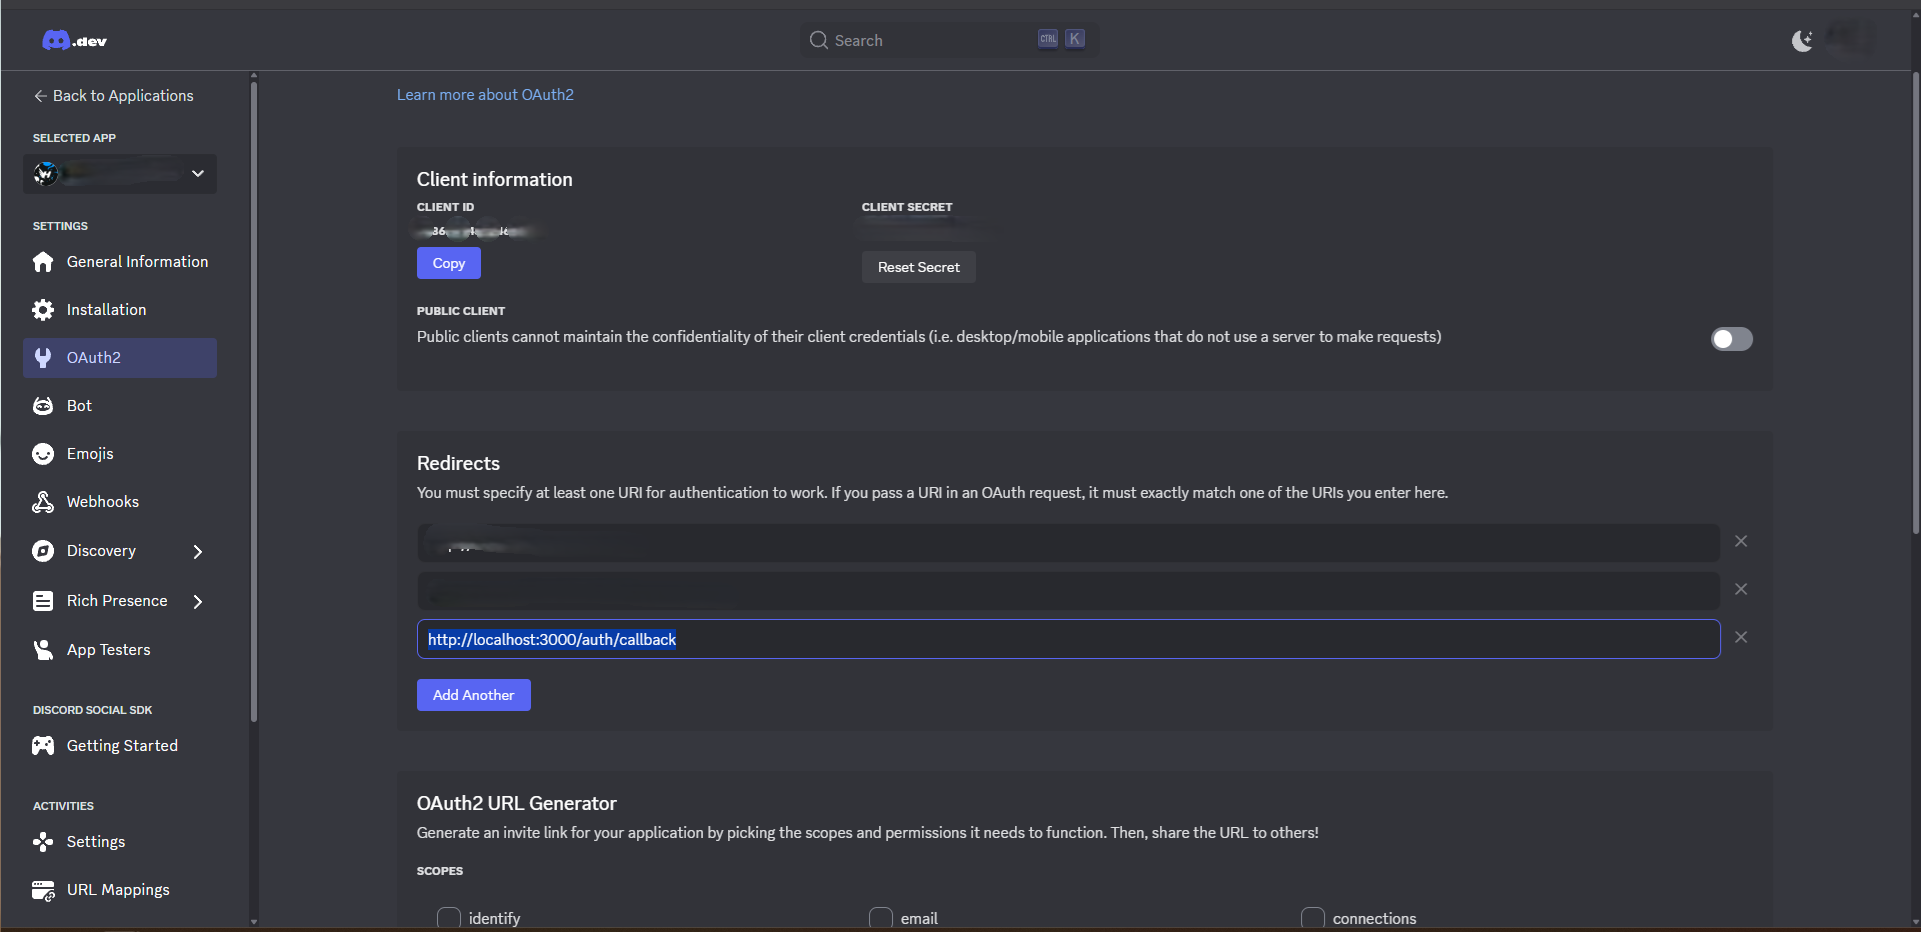 .dev
Search
CTRL K
Back to Applications
SELECTED APP
SETTINGS
General Information
Installation
OAuth2
Bot
Emojis
Webhooks
Discovery
Rich Presence
App Testers
DISCORD SOCIAL SDK
Getting Started
ACTIVITIES
Settings
URL Mappings
Learn more about OAuth2
Client information
CLIENT ID
CLIENT SECRET
Copy
Reset Secret
PUBLIC CLIENT
Public clients cannot maintain the confidentiality of their client credentials (i.e. desktop/mobile applications that do not use a server to make requests)
Redirects
You must specify at least one URI for authentication to work. If you pass a URI in an OAuth request, it must exactly match one of the URIs you enter here.
http://localhost:3000/auth/callback
Add Another
OAuth2 URL Generator
Generate an invite link for your application by picking the scopes and permissions it needs to function. Then, share the URL to others!
SCOPES
identify
email
connections